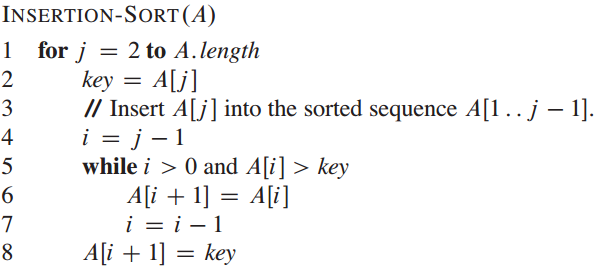 INSERTION-SORT(A)
1 for j = 2 to A.length
2 key = A[j]
3 // Insert A[j] into the sorted sequence A[1 . . j − 1].
4 i = j − 1
5 while i > 0 and A[i] > key
6 A[i + 1] = A[i]
7 i = i − 1
8 A[i + 1] = key